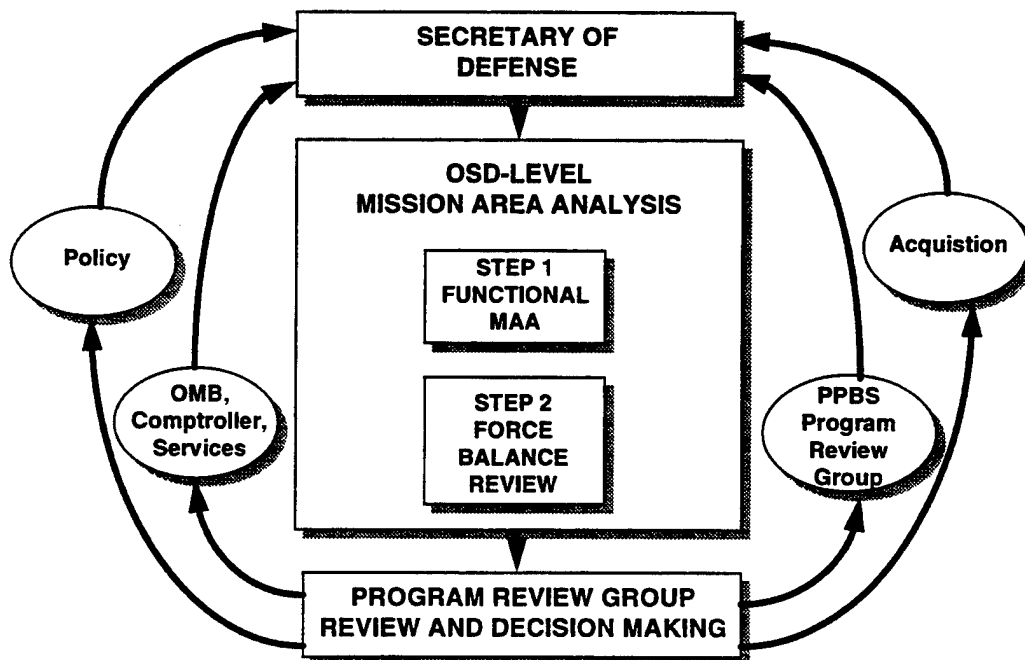 SECRETARY OF
DEFENSE
OSD-LEVEL
MISSION AREA ANALYSIS
STEP 1
FUNCTIONAL
MAA
STEP 2
FORCE
BALANCE
REVIEW
Policy
OMB,
Comptroller,
Services
Acquistion
PPBS
Program
Review
Group
PROGRAM REVIEW GROUP
REVIEW AND DECISION MAKING